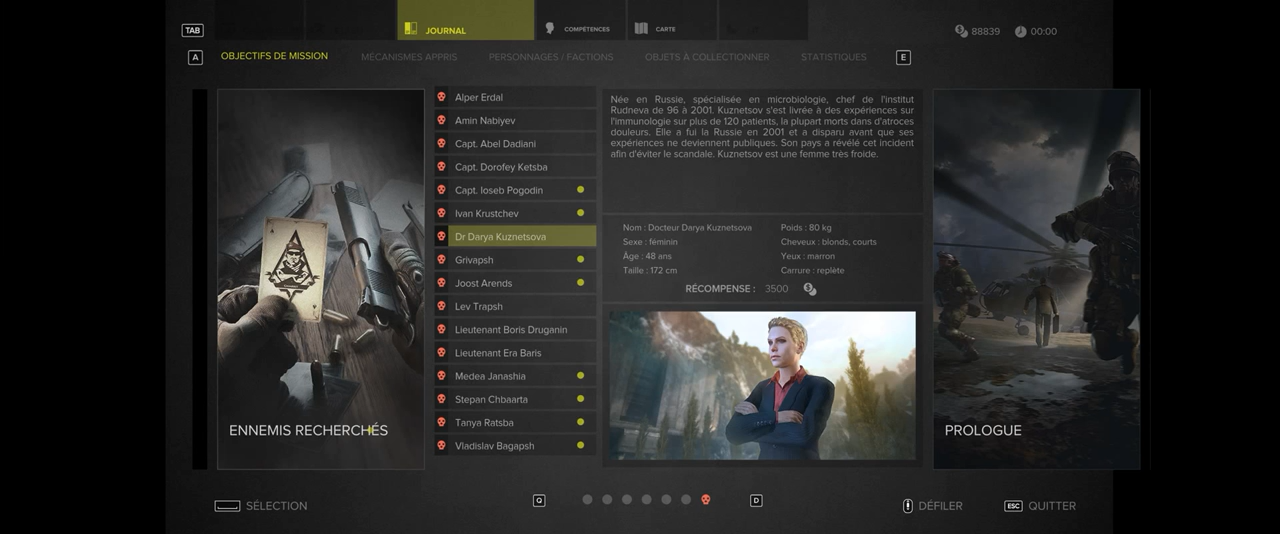 TAB
JOURNAL
COMPÉTENCES
CARTE
88839
00:00
A
OBJECTIFS DE MISSION
MÉCANISMES APPRIS
PERSONNAGES / FACTIONS
OBJETS À COLLECTIONNER
STATISTIQUES
E
ENNEMIS RECHERCHÉS
Alper Erdal
Amin Nabiyev
Capt. Abel Dadiani
Capt. Dorofey Ketsba
Capt. Ioseb Pogodin
Ivan Krustchev
Dr Darya Kuznetsova
Grivapsh
Joost Arends
Lev Trapsh
Lieutenant Boris Druganin
Lieutenant Era Baris
Medea Janashia
Stepan Chbaarta
Tanya Ratsba
Vladislav Bagapsh
Née en Russie, spécialisée en microbiologie, chef de l'institut
Rudneva de 96 à 2001. Kuznetsov s'est livrée à des expériences sur
l'immunologie sur plus de 120 patients, la plupart morts dans d'atroces
douleurs. Elle a fui la Russie en 2001 et a disparu avant que ses
expériences ne deviennent publiques. Son pays a révélé cet incident
afin d'éviter le scandale. Kuznetsov est une femme très froide.
Nom : Docteur Darya Kuznetsova
Sexe : féminin
Âge : 48 ans
Taille : 172 cm
Poids : 80 kg
Cheveux : blonds, courts
Yeux : marron
Carrure : replète
RÉCOMPENSE : 3500
PROLOGUE
SÉLECTION
Q
D
DÉFILER
ESC QUITTER